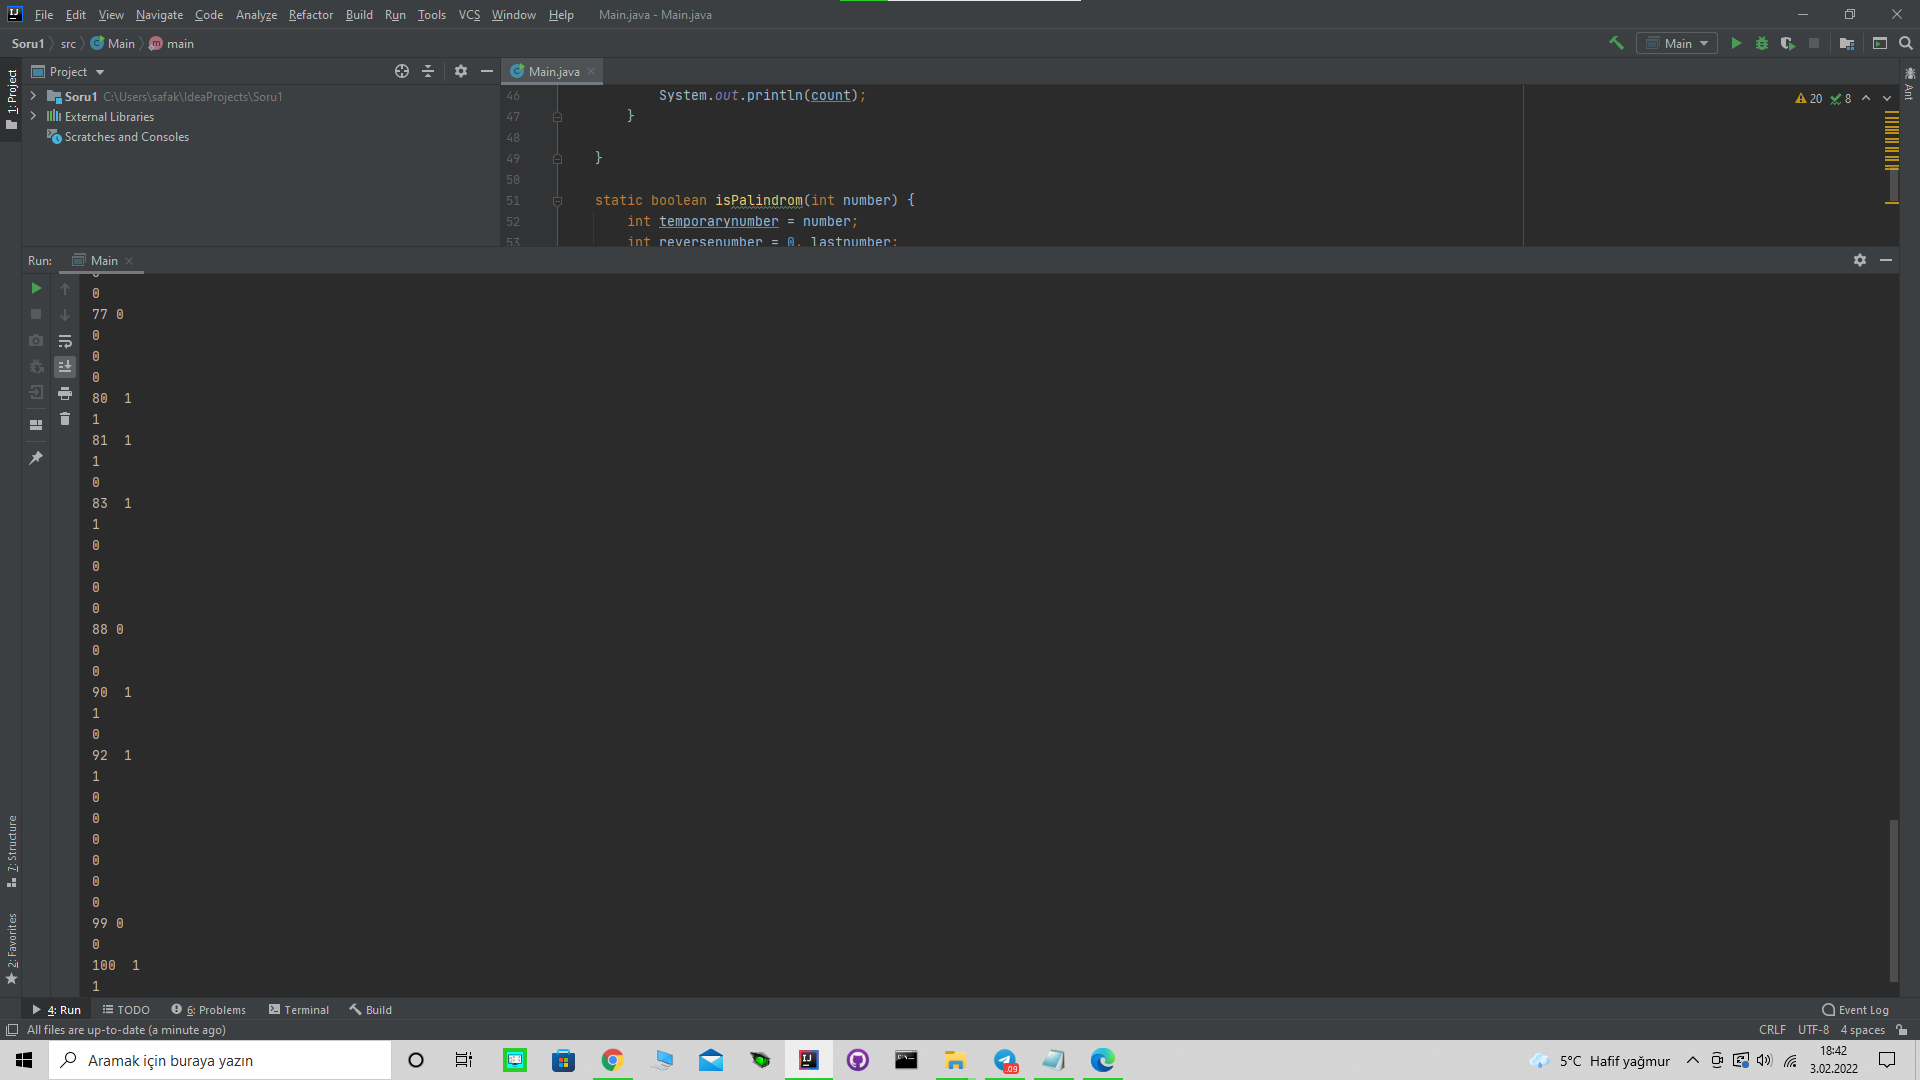 File Edit View Navigate Code Analyze Refactor Build Run Tools VCS Window Help Main.java - Main.java
Soru1 src Main main
Main
1: Project
Project
Main.java
Ant
Soru1 C:\Users\safak\IdeaProjects\Soru1
External Libraries
Scratches and Consoles
20 8
46 System.out.println(count);
47 }
48
49 }
50
51 static boolean isPalindrom(int number) {
52 int temporarynumber = number;
53 int reversenumber = 0, lastnumber;
Run: Main
0
77 0
0
0
0
80 1
1
81 1
1
0
83 1
1
0
0
0
0
88 0
0
0
90 1
1
0
92 1
1
0
0
0
0
0
0
99 0
0
100 1
1
7: Structure
2: Favorites
4: Run TODO 6: Problems Terminal Build Event Log
All files are up-to-date (a minute ago) CRLF UTF-8 4 spaces
Aramak için buraya yazın
.09
5°C Hafif yağmur
18:42
3.02.2022